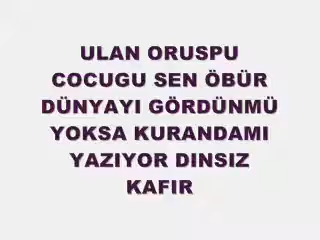 ULAN ORUSPU
COCUGU SEN ÖBÜR
DÜNYAYI GÖRDÜNMÜ
YOKSA KURANDAMI
YAZIYOR DINSIZ
KAFIR